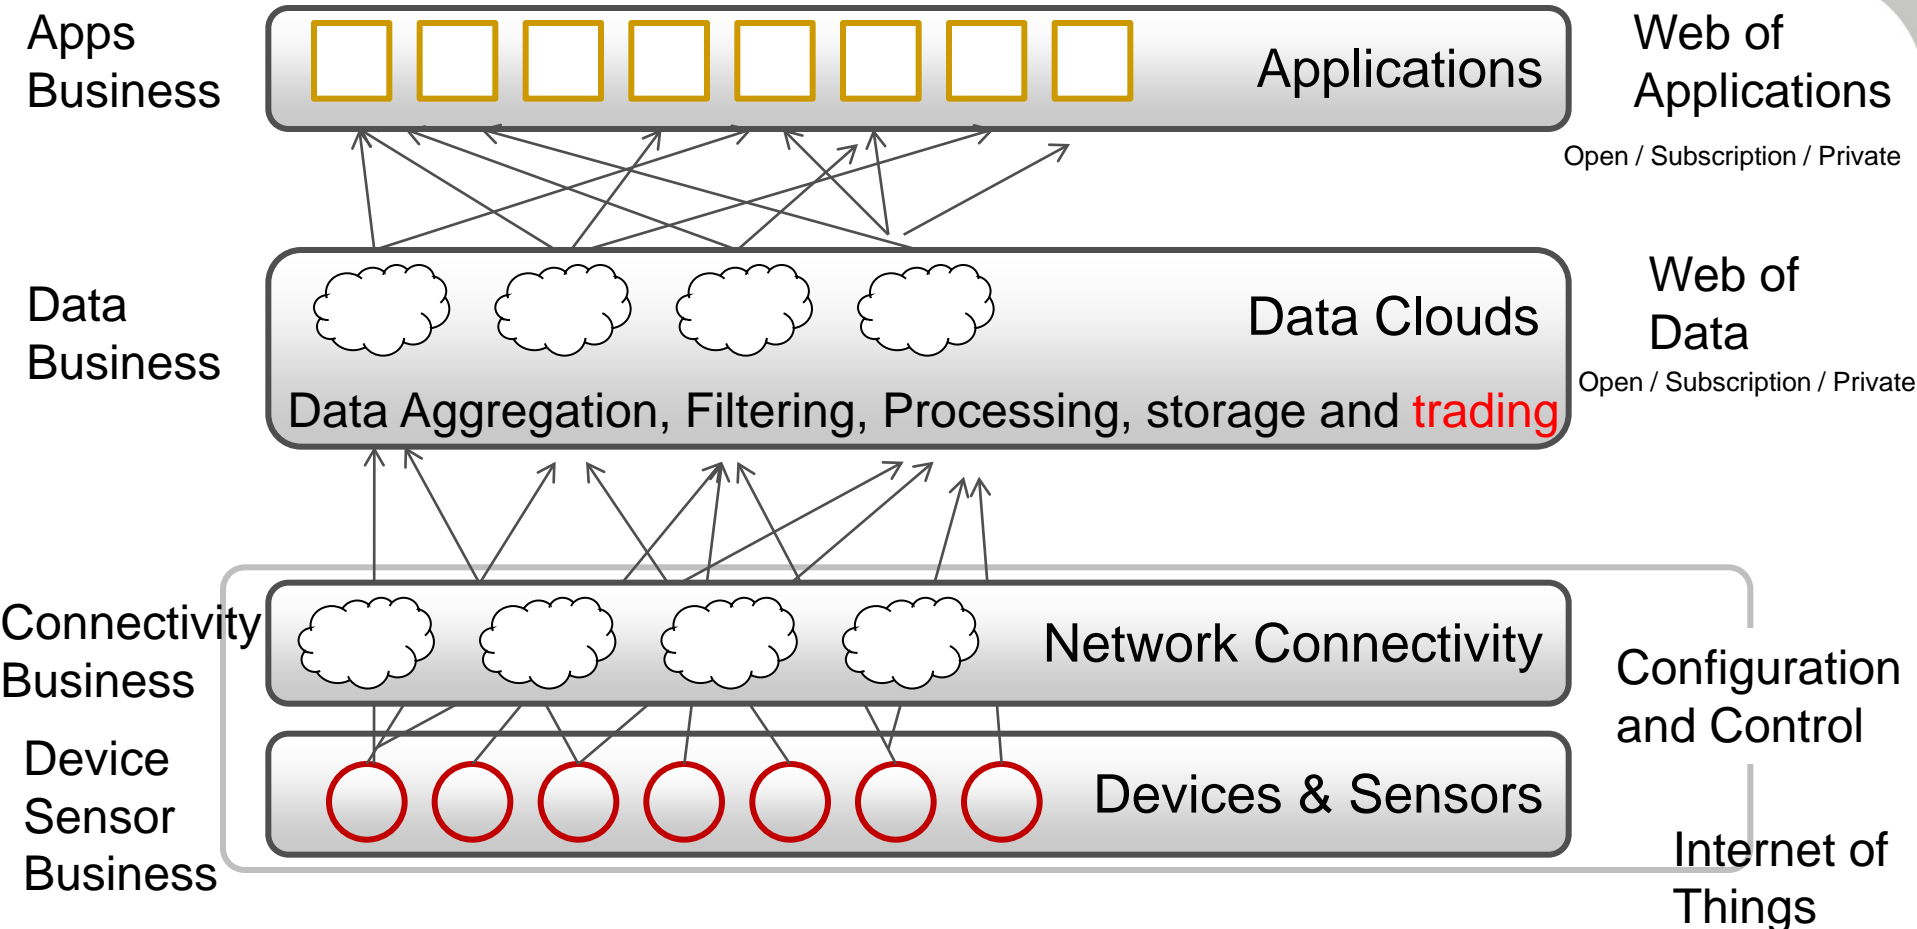 Apps
Business
Applications
Web of
Applications
Open / Subscription / Private
Data
Business
Data Clouds
Data Aggregation, Filtering, Processing, storage and trading
Web of
Data
Open / Subscription / Private
Connectivity
Business
Network Connectivity
Configuration
and Control
Device
Sensor
Business
Devices & Sensors
Internet of
Things